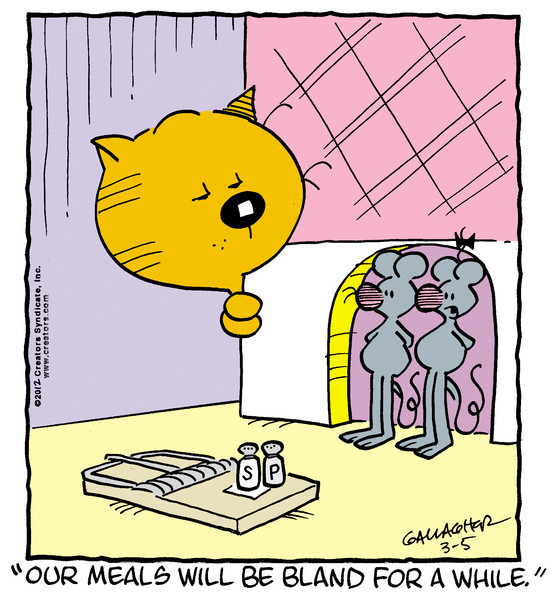 ©2012 Creators Syndicate, Inc.
www.creators.com
S P
GALLAGHER
3-5
"OUR MEALS WILL BE BLAND FOR A WHILE."